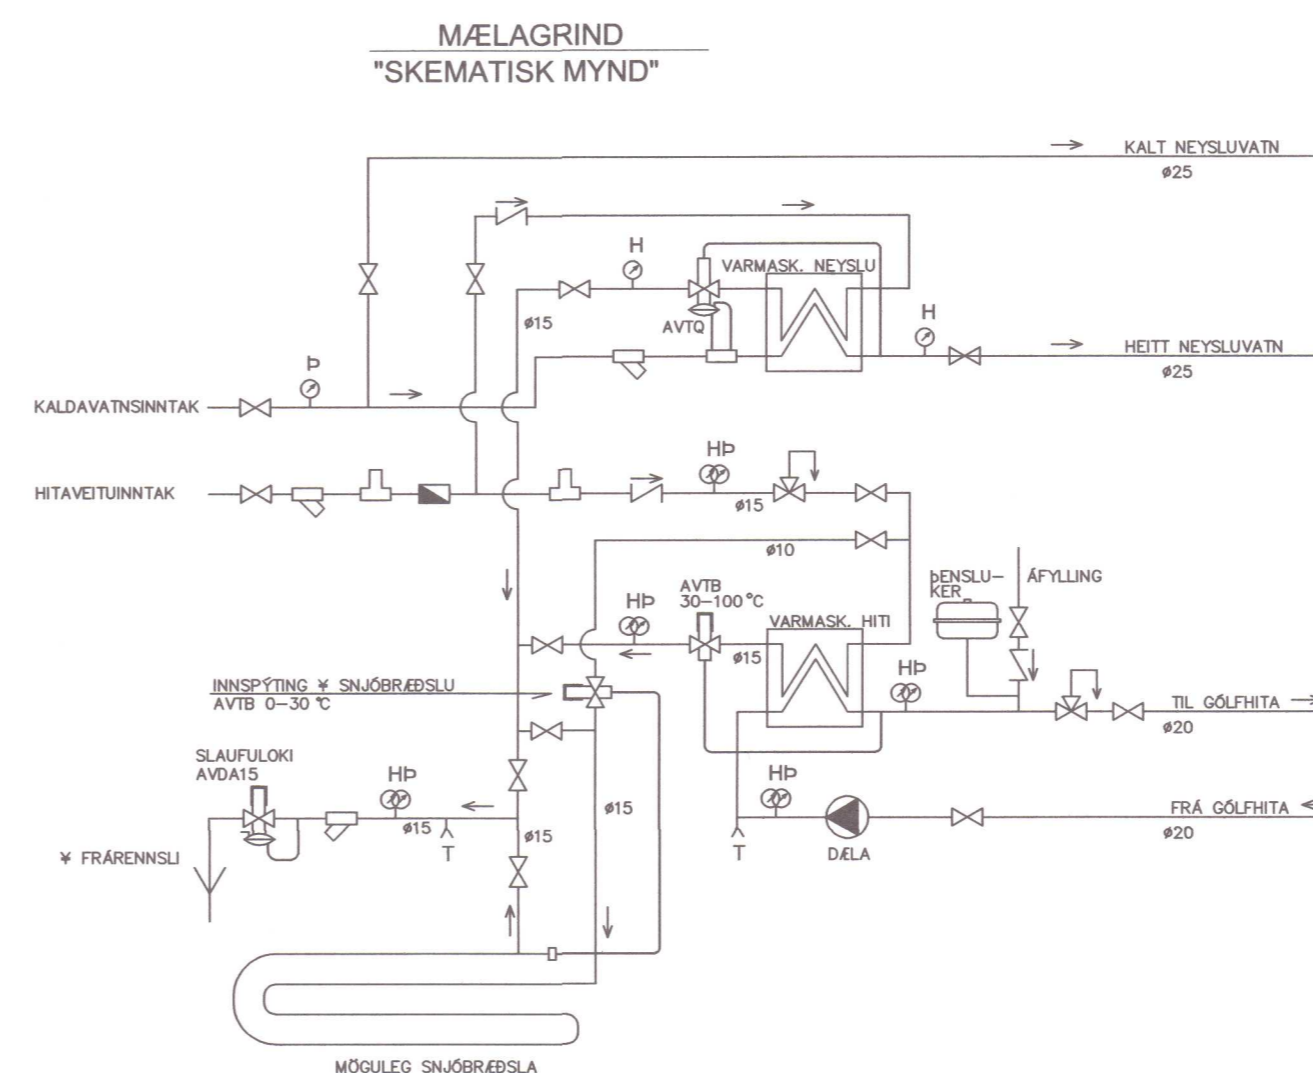 MÆLAGRIND
"SKEMATISK MYND"
KALT NEYSLUVATN
ø25
H
VARMASK. NEYSLU
ø15
AVTQ
H
HEITT NEYSLUVATN
ø25
Þ
KALDAVATNSINNTAK
HITAVEITUINNTAK
HÞ
ø15
ø10
AVTB
30-100°C
HÞ
ÞENSLU-
KER
ÁFYLLING
VARMASK. HITI
ø15
HÞ
INNSPÝTING ¥ SNJÓBRÆÐSLU
AVTB 0-30 °C
TIL GÓLFHITA
ø20
SLAUFULOKI
AVDA15
HÞ
HÞ
ø15
ø15
ø15
T
FRÁ GÓLFHITA
ø20
T
DÆLA
¥ FRÁRENNSLI
MÖGULEG SNJÓBRÆÐSLA